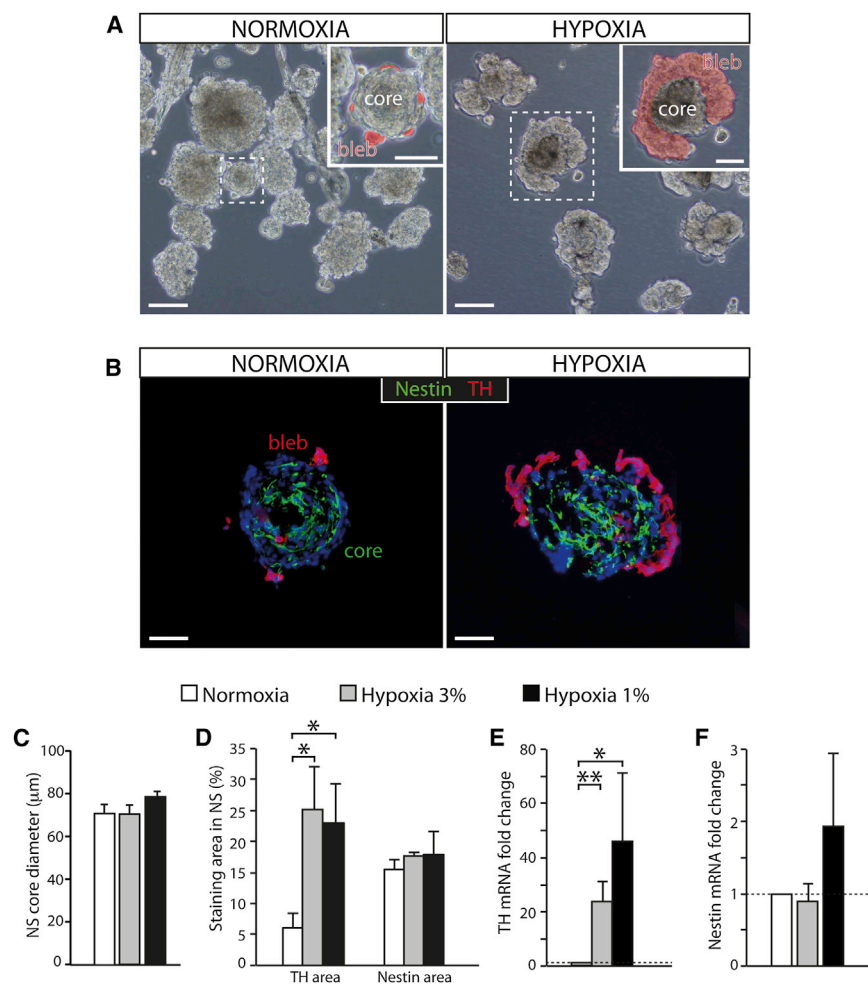 A
NORMOXIA
HYPOXIA
core
bleb
bleb
core
B
NORMOXIA
HYPOXIA
Nestin TH
bleb
core
Normoxia
Hypoxia 3%
Hypoxia 1%
C
NS core diameter (μm)
100
80
60
40
20
0
D
Staining area in NS (%)
35
30
25
20
15
10
5
0
*
*
TH area
Nestin area
E
TH mRNA fold change
80
60
40
20
0
*
**
F
Nestin mRNA fold change
3
2
1
0